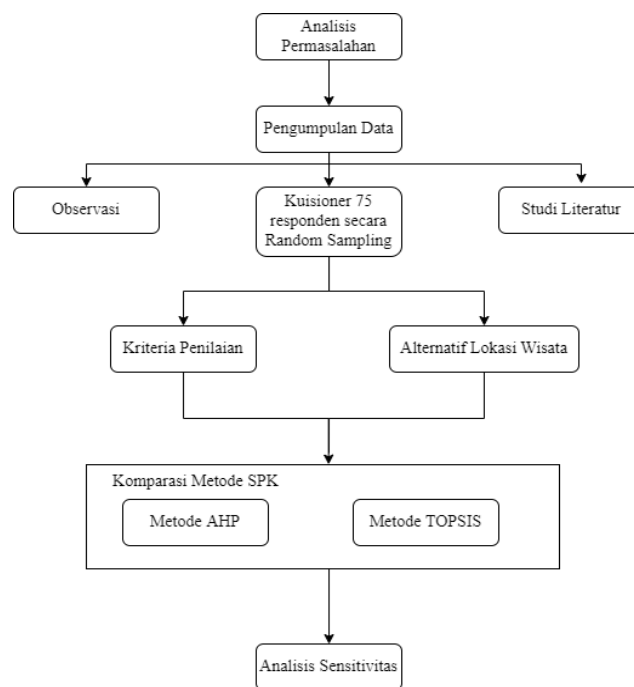 Analisis
Permasalahan
Pengumpulan Data
Observasi
Kuisioner 75
responden secara
Random Sampling
Studi Literatur
Kriteria Penilaian
Alternatif Lokasi Wisata
Komparasi Metode SPK
Metode AHP
Metode TOPSIS
Analisis Sensitivitas